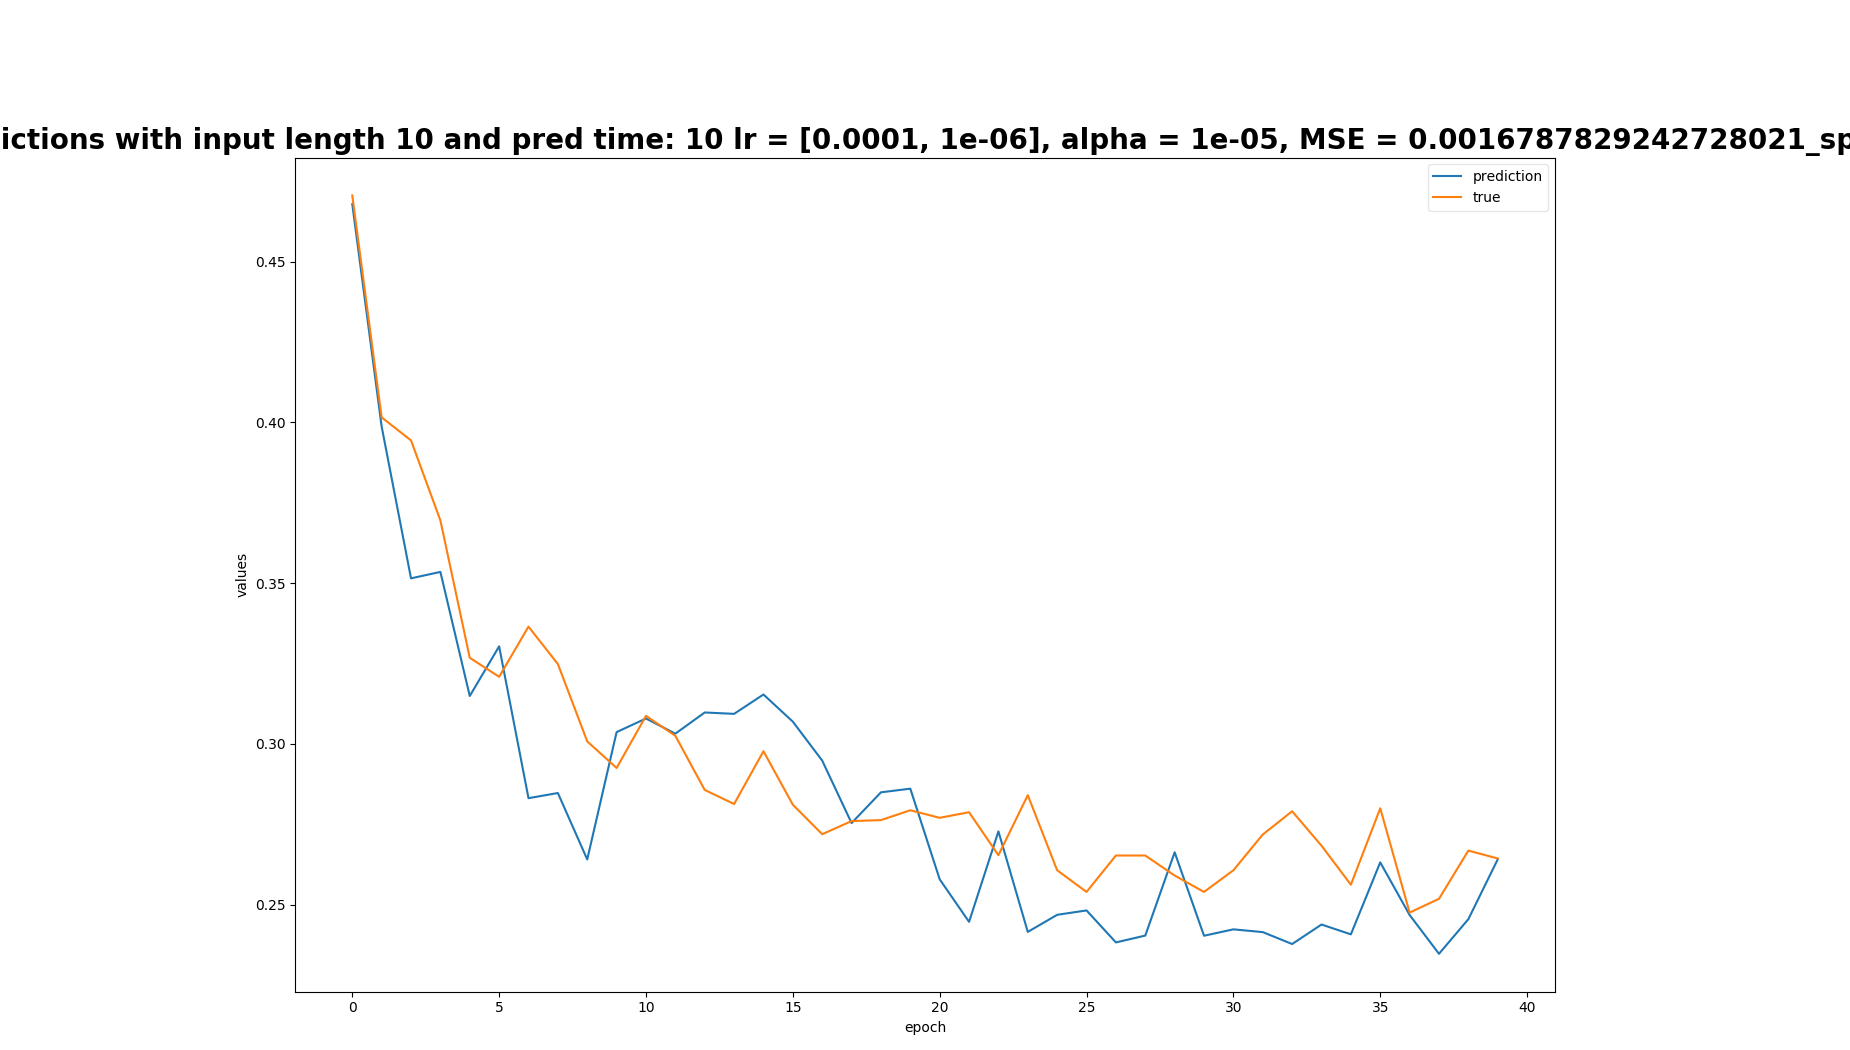 ictions with input length 10 and pred time: 10 lr = [0.0001, 1e-06], alpha = 1e-05, MSE = 0.0016787829242728021_sp
prediction
true
0.45
0.40
0.35
0.30
0.25
values
0 5 10 15 20 25 30 35 40
epoch